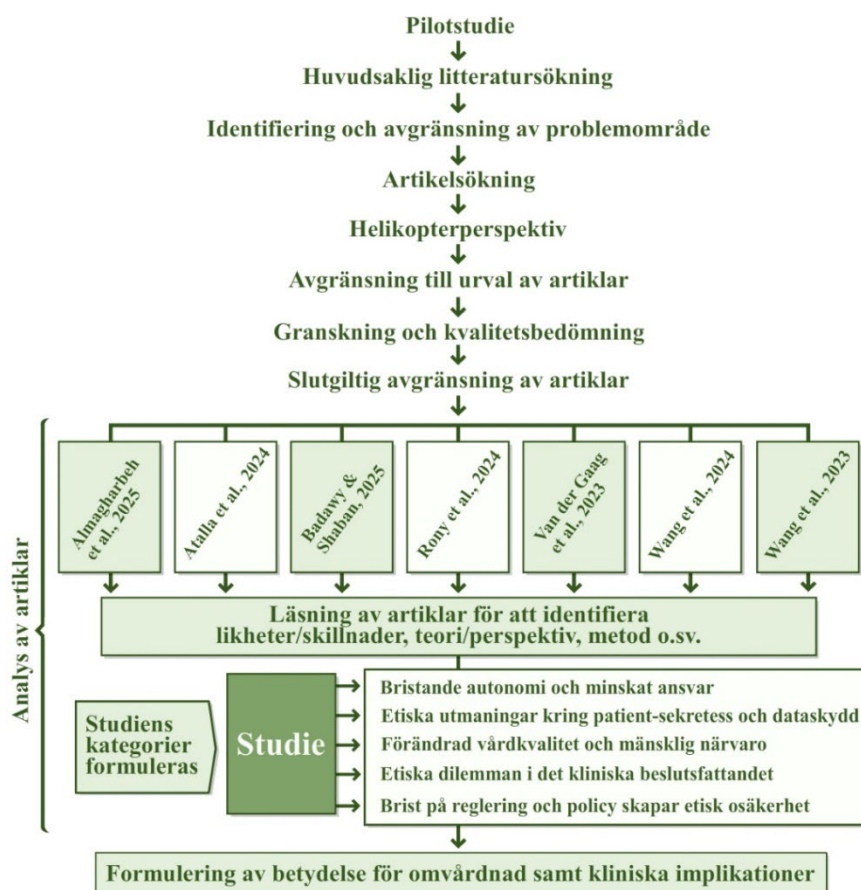 Pilotstudie
Huvudsaklig litteratursökning
Identifiering och avgränsning av problemområde
Artikelsökning
Helikopterperspektiv
Avgränsning till urval av artiklar
Granskning och kvalitetsbedömning
Slutgiltig avgränsning av artiklar
Analys av artiklar
Almagharbeh
et al., 2025
Atalla et al., 2024
Badawy &
Shaban, 2025
Rony et al., 2024
Van der Gaag
et al., 2023
Wang et al., 2024
Wang et al., 2023
Läsning av artiklar för att identifiera
likheter/skillnader, teori/perspektiv, metod o.sv.
Studiens
kategorier
formuleras
Studie
Bristande autonomi och minskat ansvar
Etiska utmaningar kring patient-sekretess och dataskydd
Förändrad vårdkvalitet och mänsklig närvaro
Etiska dilemman i det kliniska beslutsfattandet
Brist på reglering och policy skapar etisk osäkerhet
Formulering av betydelse för omvårdnad samt kliniska implikationer